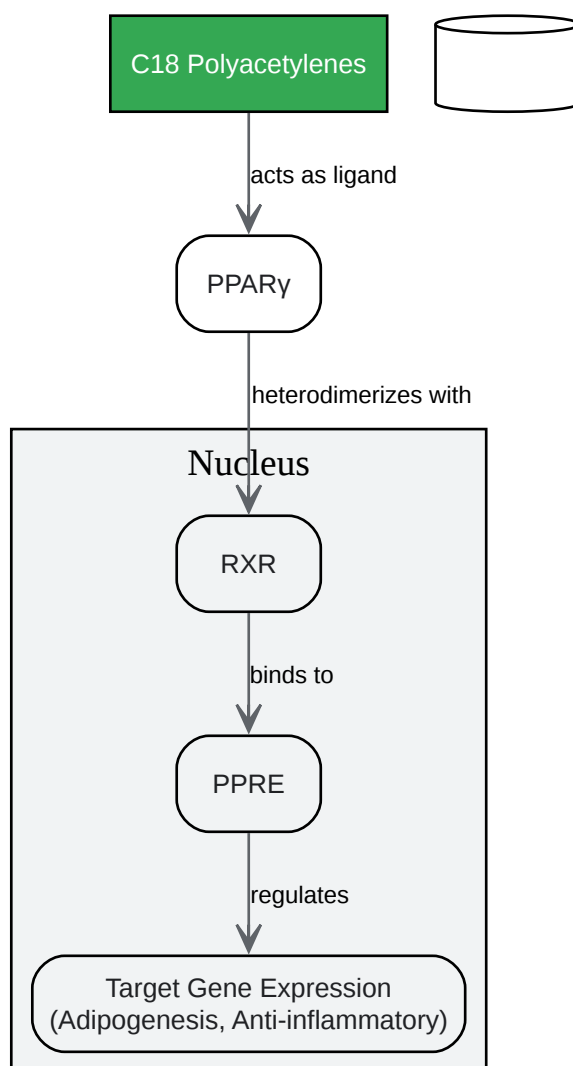 C18 Polyacetylenes
acts as ligand
PPARγ
heterodimerizes with
Nucleus
RXR
binds to
PPRE
regulates
Target Gene Expression
(Adipogenesis, Anti-inflammatory)